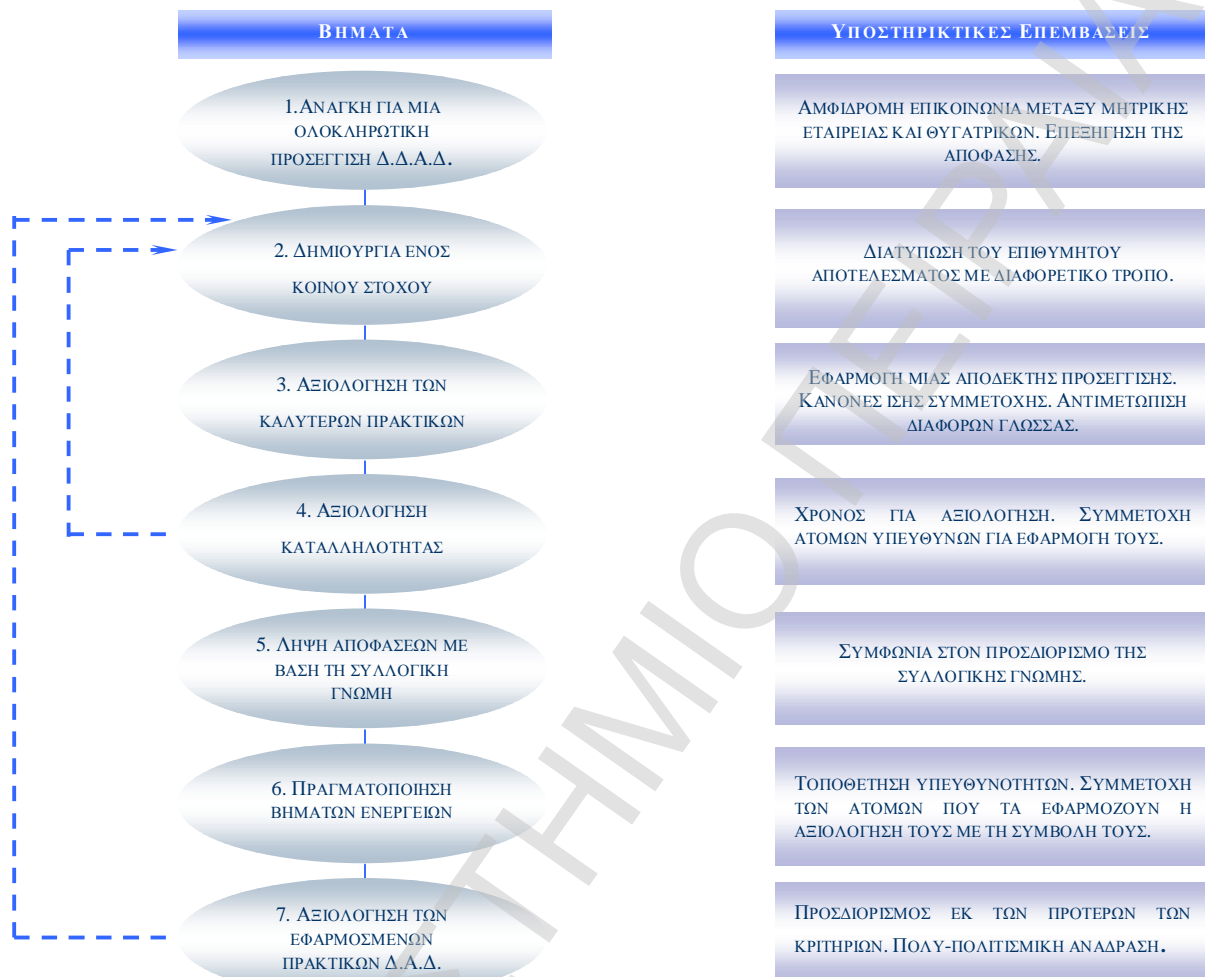 ΒΗΜΑΤΑ
1.ΑΝΑΓΚΗ ΓΙΑ ΜΙΑ
ΟΛΟΚΛΗΡΩΤΙΚΗ
ΠΡΟΣΕΓΓΙΣΗ Δ.Δ.Α.Δ.
2. ΔΗΜΙΟΥΡΓΙΑ ΕΝΟΣ
ΚΟΙΝΟΥ ΣΤΟΧΟΥ
3. ΑΞΙΟΛΟΓΗΣΗ ΤΩΝ
ΚΑΛΥΤΕΡΩΝ ΠΡΑΚΤΙΚΩΝ
4. ΑΞΙΟΛΟΓΗΣΗ
ΚΑΤΑΛΛΗΛΟΤΗΤΑΣ
5. ΛΗΨΗ ΑΠΟΦΑΣΕΩΝ ΜΕ
ΒΑΣΗ ΤΗ ΣΥΛΛΟΓΙΚΗ
ΓΝΩΜΗ
6. ΠΡΑΓΜΑΤΟΠΟΙΗΣΗ
ΒΗΜΑΤΩΝ ΕΝΕΡΓΕΙΩΝ
7. ΑΞΙΟΛΟΓΗΣΗ ΤΩΝ
ΕΦΑΡΜΟΣΜΕΝΩΝ
ΠΡΑΚΤΙΚΩΝ Δ.Α.Δ.
ΥΠΟΣΤΗΡΙΚΤΙΚΕΣ ΕΠΕΜΒΑΣΕΙΣ
ΑΜΦΙΔΡΟΜΗ ΕΠΙΚΟΙΝΩΝΙΑ ΜΕΤΑΞΥ ΜΗΤΡΙΚΗΣ
ΕΤΑΙΡΕΙΑΣ ΚΑΙ ΘΥΓΑΤΡΙΚΩΝ. ΕΠΕΞΗΓΗΣΗ ΤΗΣ
ΑΠΟΦΑΣΗΣ.
ΔΙΑΤΥΠΩΣΗ ΤΟΥ ΕΠΙΘΥΜΗΤΟΥ
ΑΠΟΤΕΛΕΣΜΑΤΟΣ ΜΕ ΔΙΑΦΟΡΕΤΙΚΟ ΤΡΟΠΟ.
ΕΦΑΡΜΟΓΗ ΜΙΑΣ ΑΠΟΔΕΚΤΗΣ ΠΡΟΣΕΓΓΙΣΗΣ.
ΚΑΝΟΝΕΣ ΙΣΗΣ ΣΥΜΜΕΤΟΧΗΣ. ΑΝΤΙΜΕΤΩΠΙΣΗ
ΔΙΑΦΟΡΩΝ ΓΛΩΣΣΑΣ.
ΧΡΟΝΟΣ ΓΙΑ ΑΞΙΟΛΟΓΗΣΗ. ΣΥΜΜΕΤΟΧΗ
ΑΤΟΜΩΝ ΥΠΕΥΘΥΝΩΝ ΓΙΑ ΕΦΑΡΜΟΓΗ ΤΟΥΣ.
ΣΥΜΦΩΝΙΑ ΣΤΟΝ ΠΡΟΣΔΙΟΡΙΣΜΟ ΤΗΣ
ΣΥΛΛΟΓΙΚΗΣ ΓΝΩΜΗΣ.
ΤΟΠΟΘΕΤΗΣΗ ΥΠΕΥΘΥΝΟΤΗΤΩΝ. ΣΥΜΜΕΤΟΧΗ
ΤΩΝ ΑΤΟΜΩΝ ΠΟΥ ΤΑ ΕΦΑΡΜΟΖΟΥΝ Η
ΑΞΙΟΛΟΓΗΣΗ ΤΟΥΣ ΜΕ ΤΗ ΣΥΜΒΟΛΗ ΤΟΥΣ.
ΠΡΟΣΔΙΟΡΙΣΜΟΣ ΕΚ ΤΩΝ ΠΡΟΤΕΡΩΝ ΤΩΝ
ΚΡΙΤΗΡΙΩΝ. ΠΟΛΥ-ΠΟΛΙΤΙΣΜΙΚΗ ΑΝΑΔΡΑΣΗ.